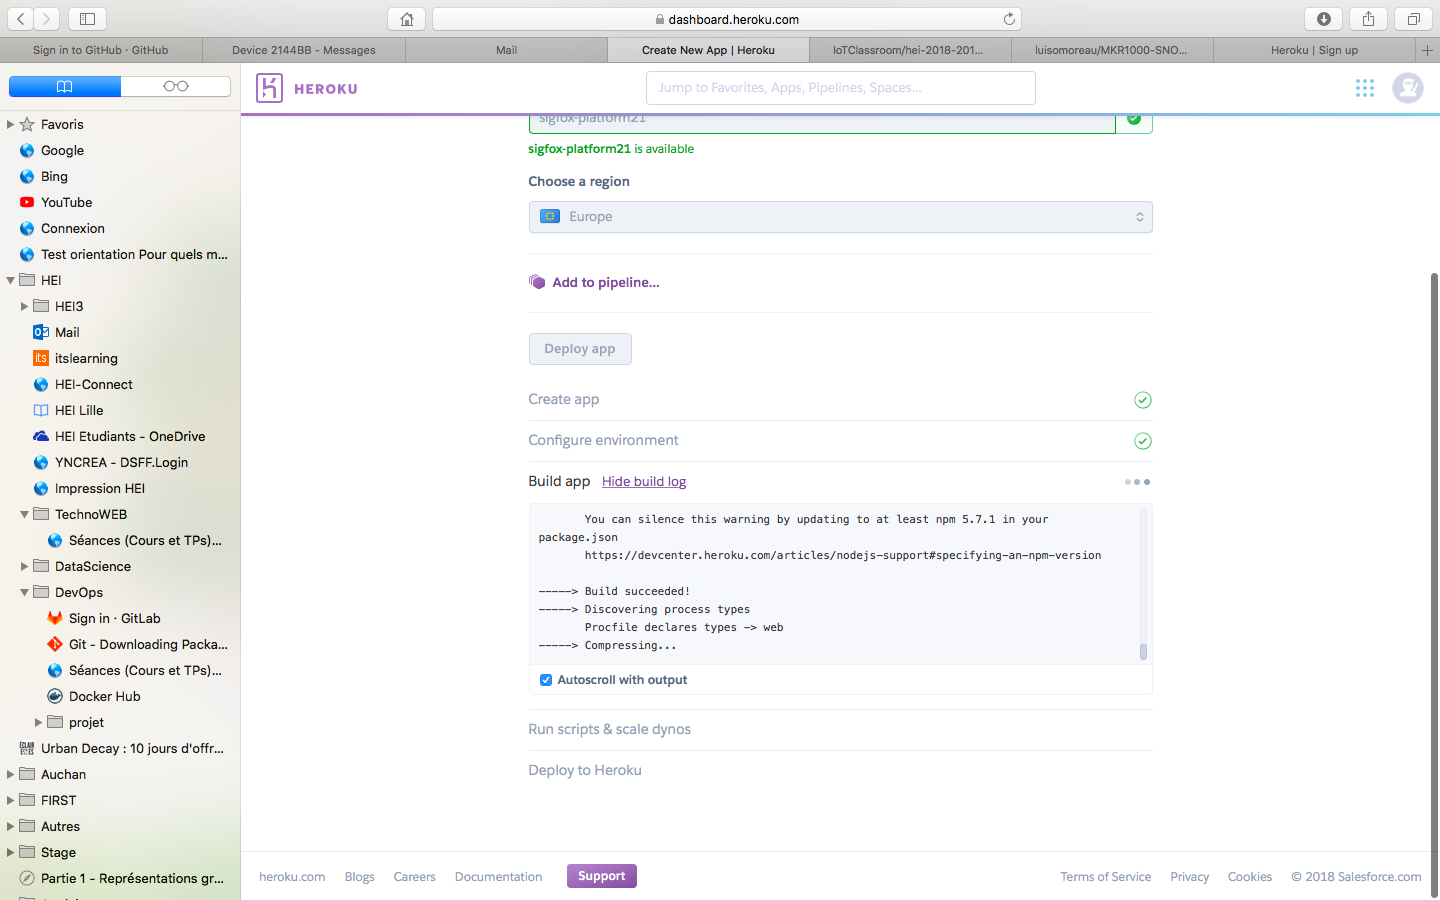 dashboard.heroku.com
Sign in to GitHub · GitHub
Device 2144BB - Messages
Mail
Create New App | Heroku
IoTClassroom/hei-2018-201...
luisomoreau/MKR1000-SNO...
Heroku | Sign up
Favoris
Google
Bing
YouTube
Connexion
Test orientation Pour quels m...
HEI
HEI3
Mail
itslearning
HEI-Connect
HEI Lille
HEI Etudiants - OneDrive
YNCREA - DSFF.Login
Impression HEI
TechnoWEB
Séances (Cours et TPs)...
DataScience
DevOps
Sign in · GitLab
Git - Downloading Packa...
Séances (Cours et TPs)...
Docker Hub
projet
Urban Decay : 10 jours d'offr...
Auchan
FIRST
Autres
Stage
Partie 1 - Représentations gr...
HEROKU
Jump to Favorites, Apps, Pipelines, Spaces...
sigfox-platform21
sigfox-platform21 is available
Choose a region
Europe
Add to pipeline...
Deploy app
Create app
Configure environment
Build app Hide build log
You can silence this warning by updating to at least npm 5.7.1 in your
package.json
https://devcenter.heroku.com/articles/nodejs-support#specifying-an-npm-version
-----> Build succeeded!
-----> Discovering process types
Procfile declares types -> web
-----> Compressing...
Autoscroll with output
Run scripts & scale dynos
Deploy to Heroku
heroku.com Blogs Careers Documentation Support Terms of Service Privacy Cookies © 2018 Salesforce.com